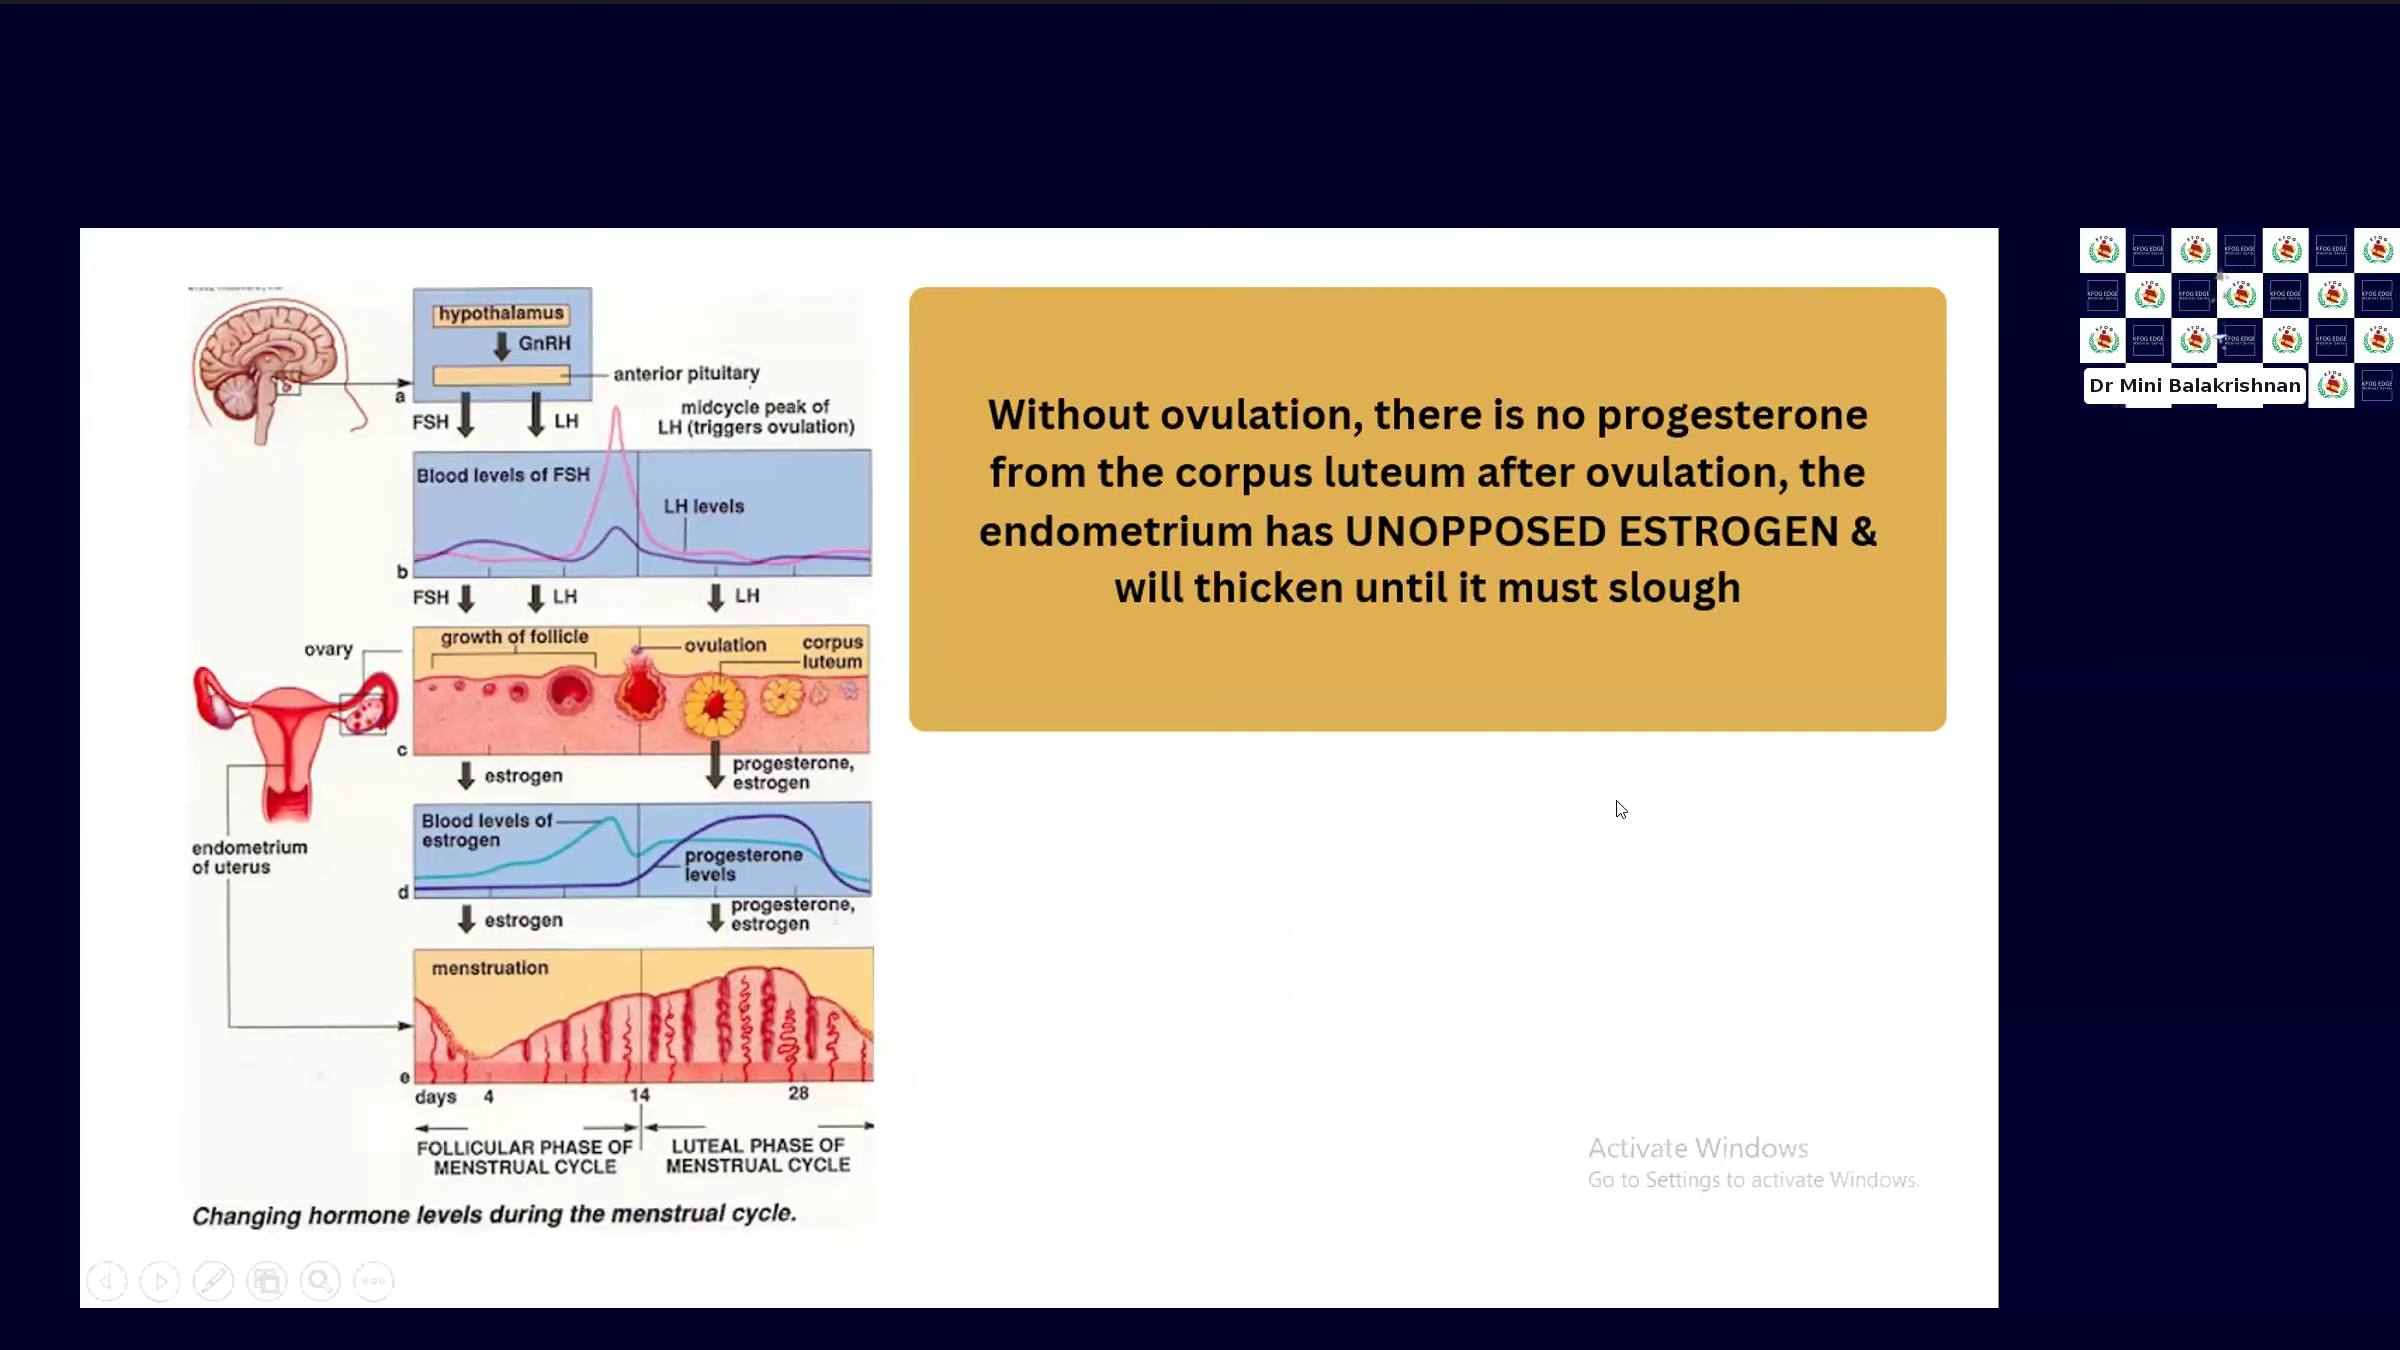 hypothalamus
GnRH
anterior pituitary
a
FSH
LH
midcycle peak of
LH (triggers ovulation)
Blood levels of FSH
LH levels
b
FSH
LH
LH
ovary
growth of follicle
ovulation
corpus
luteum
c
estrogen
progesterone,
estrogen
Blood levels of
estrogen
progesterone
levels
endometrium
of uterus
d
estrogen
progesterone,
estrogen
menstruation
e
days 4 14 28
FOLLICULAR PHASE OF
MENSTRUAL CYCLE
LUTEAL PHASE OF
MENSTRUAL CYCLE
Changing hormone levels during the menstrual cycle.
Without ovulation, there is no progesterone
from the corpus luteum after ovulation, the
endometrium has UNOPPOSED ESTROGEN &
will thicken until it must slough
Activate Windows
Go to Settings to activate Windows.
KFOG EDGE
Dr Mini Balakrishnan